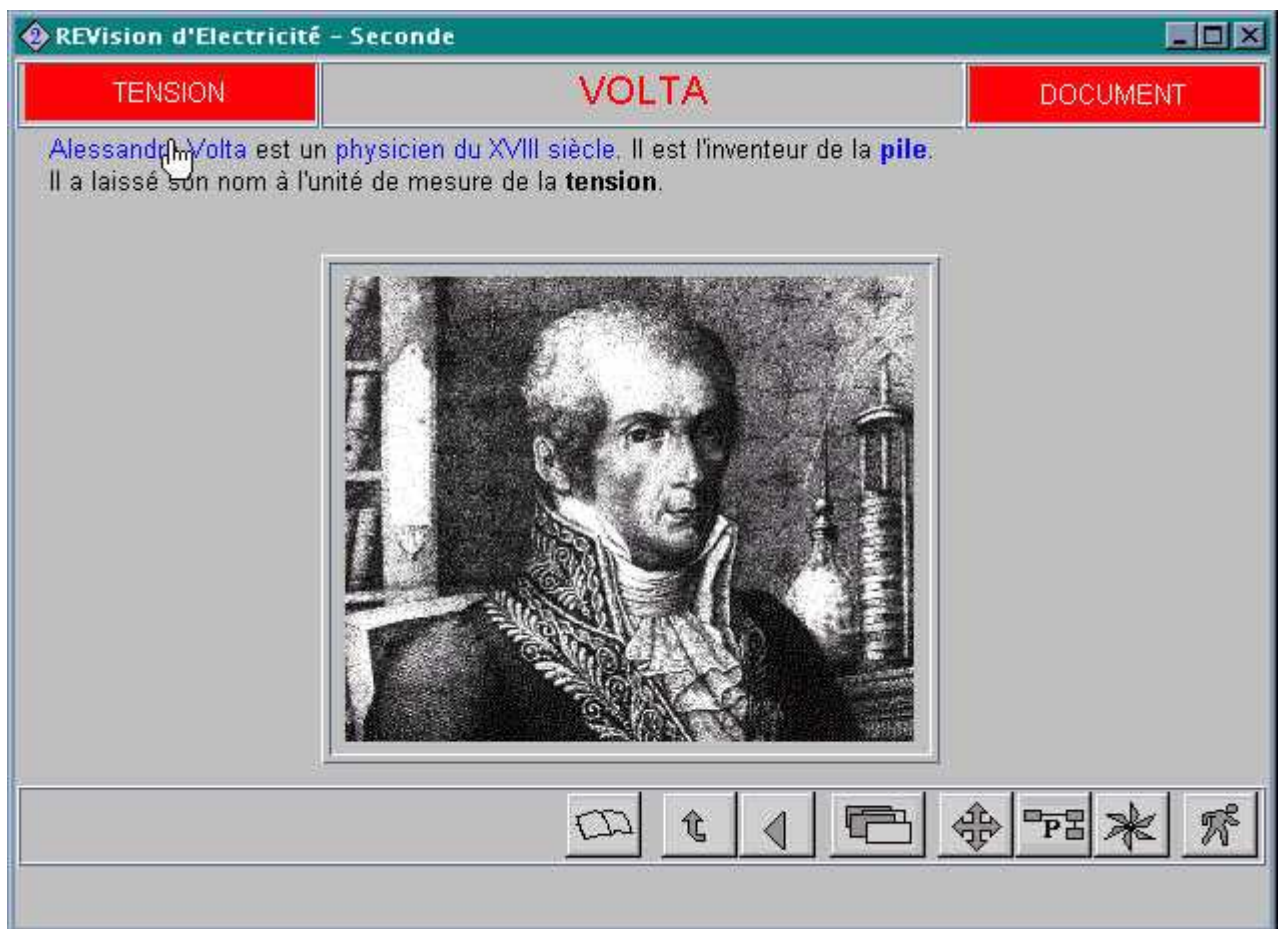 REVision d'Electricité - Seconde
TENSION
VOLTA
DOCUMENT
Alessandro Volta est un physicien du XVIII siècle. Il est l'inventeur de la pile.
Il a laissé son nom à l'unité de mesure de la tension.
P